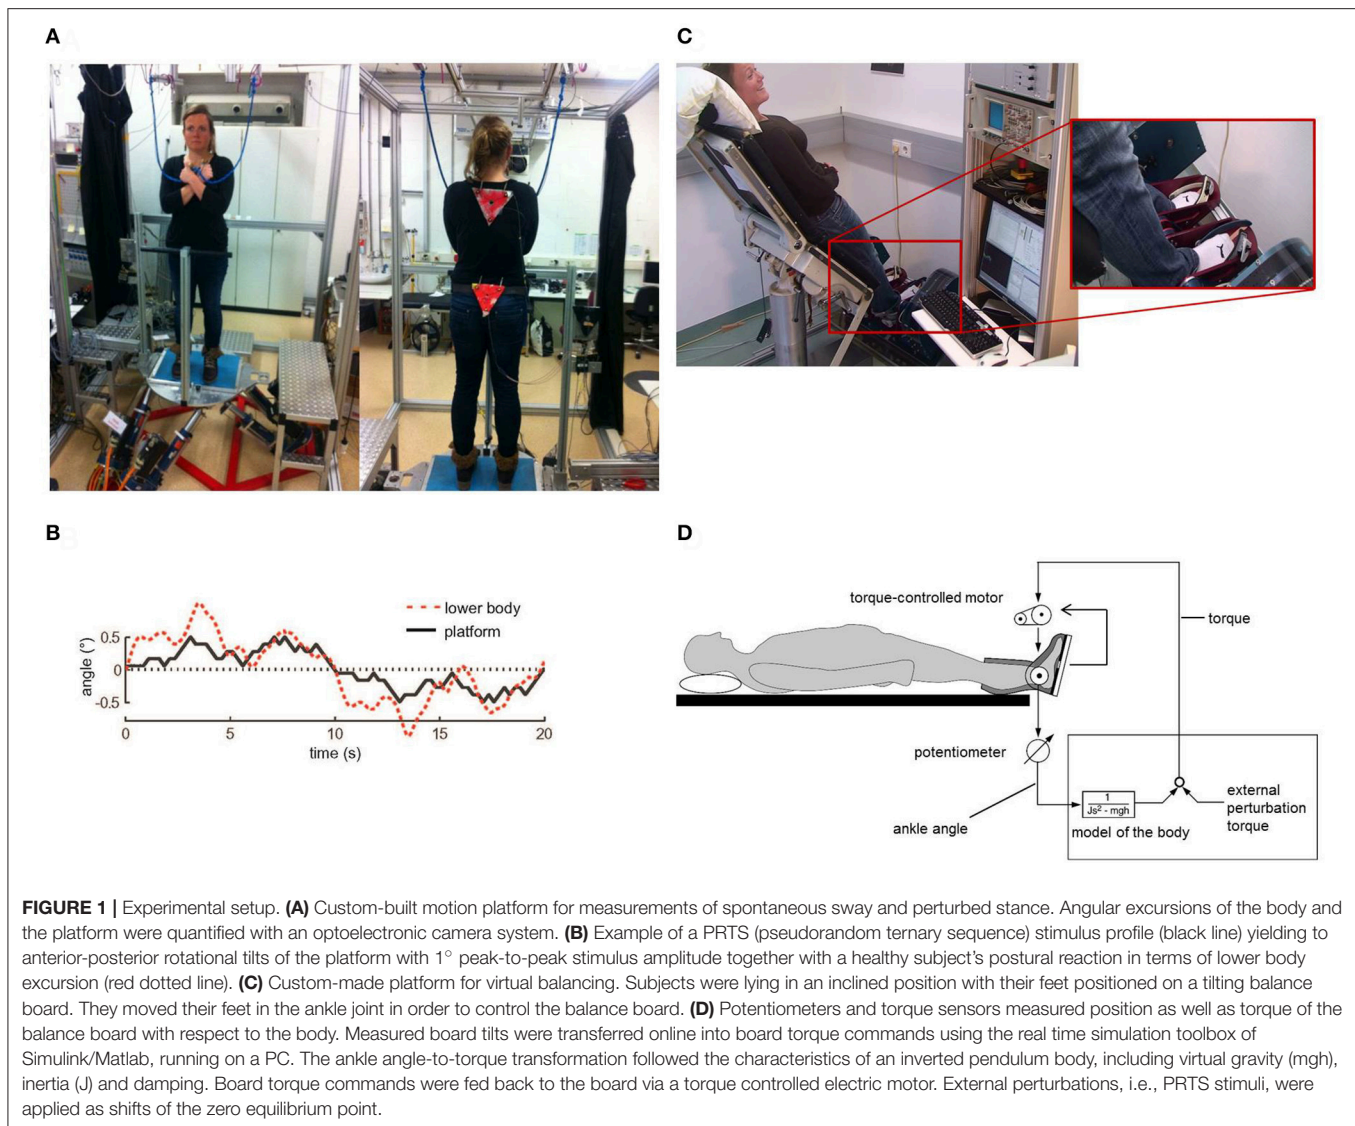 A
C
B
lower body
platform
angle (°)
0.5
0
-0.5
0
5
10
15
20
time (s)
D
torque-controlled motor
torque
potentiometer
ankle angle
1
Js² - mgh
model of the body
external
perturbation
torque
FIGURE 1 | Experimental setup. (A) Custom-built motion platform for measurements of spontaneous sway and perturbed stance. Angular excursions of the body and
the platform were quantified with an optoelectronic camera system. (B) Example of a PRTS (pseudorandom ternary sequence) stimulus profile (black line) yielding to
anterior-posterior rotational tilts of the platform with 1° peak-to-peak stimulus amplitude together with a healthy subject's postural reaction in terms of lower body
excursion (red dotted line). (C) Custom-made platform for virtual balancing. Subjects were lying in an inclined position with their feet positioned on a tilting balance
board. They moved their feet in the ankle joint in order to control the balance board. (D) Potentiometers and torque sensors measured position as well as torque of the
balance board with respect to the body. Measured board tilts were transferred online into board torque commands using the real time simulation toolbox of
Simulink/Matlab, running on a PC. The ankle angle-to-torque transformation followed the characteristics of an inverted pendulum body, including virtual gravity (mgh),
inertia (J) and damping. Board torque commands were fed back to the board via a torque controlled electric motor. External perturbations, i.e., PRTS stimuli, were
applied as shifts of the zero equilibrium point.